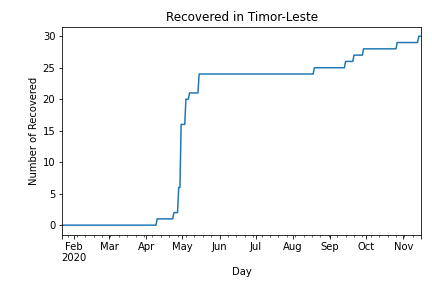 Recovered in Timor-Leste
30
25
20
15
10
5
0
Number of Recovered
Feb Mar Apr May Jun Jul Aug Sep Oct Nov
2020
Day